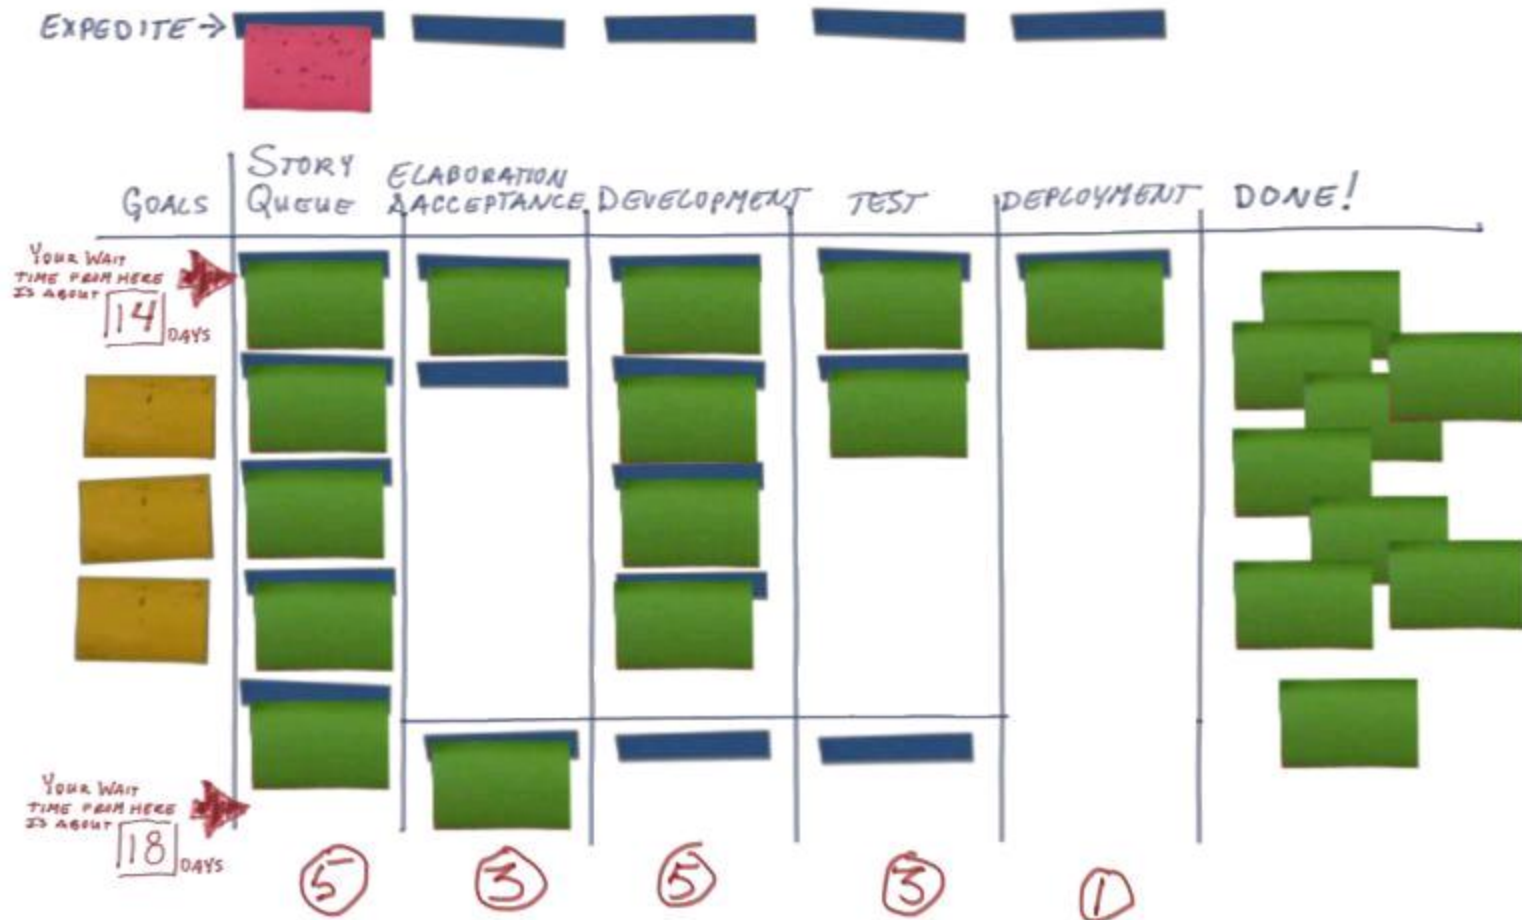 EXPEDITE →
GOALS
STORY
QUEUE
ELABORATION
& ACCEPTANCE
DEVELOPMENT
TEST
DEPLOYMENT
DONE!
YOUR WAIT
TIME FROM HERE
IS ABOUT
14 DAYS
YOUR WAIT
TIME FROM HERE
IS ABOUT
18 DAYS
5 3 5 3 1